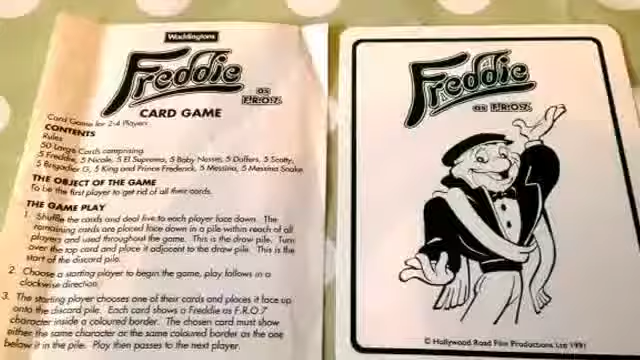 Waddingtons
Freddie
as
F.R.O.7.
CARD GAME
Card Game for 2-4 Players
CONTENTS
Rules
50 Large Cards comprising
5 Freddie, 5 Nicole, 5 El Supremo, 5 Baby Nessie, 5 Doffers, 5 Scotty,
5 Brigadier G, 5 King and Prince Frederick, 5 Messina, 5 Messina Snake.
THE OBJECT OF THE GAME
To be the first player to get rid of all their cards.
THE GAME PLAY
1. Shuffle the cards and deal five to each player face down. The
remaining cards are placed face down in a pile within reach of all
players and used throughout the game. This is the draw pile. Turn
over the top card and place it adjacent to the draw pile. This is the
start of the discard pile.
2. Choose a starting player to begin the game, play follows in a
clockwise direction.
3. The starting player chooses one of their cards and places it face up
onto the discard pile. Each card shows a Freddie as F.R.O.7
character inside a coloured border. The chosen card must show
either the same character or the same coloured border as the one
below it in the pile. Play then passes to the next player.
Freddie
as F.R.O.7.
© Hollywood Road Film Productions Ltd 1991